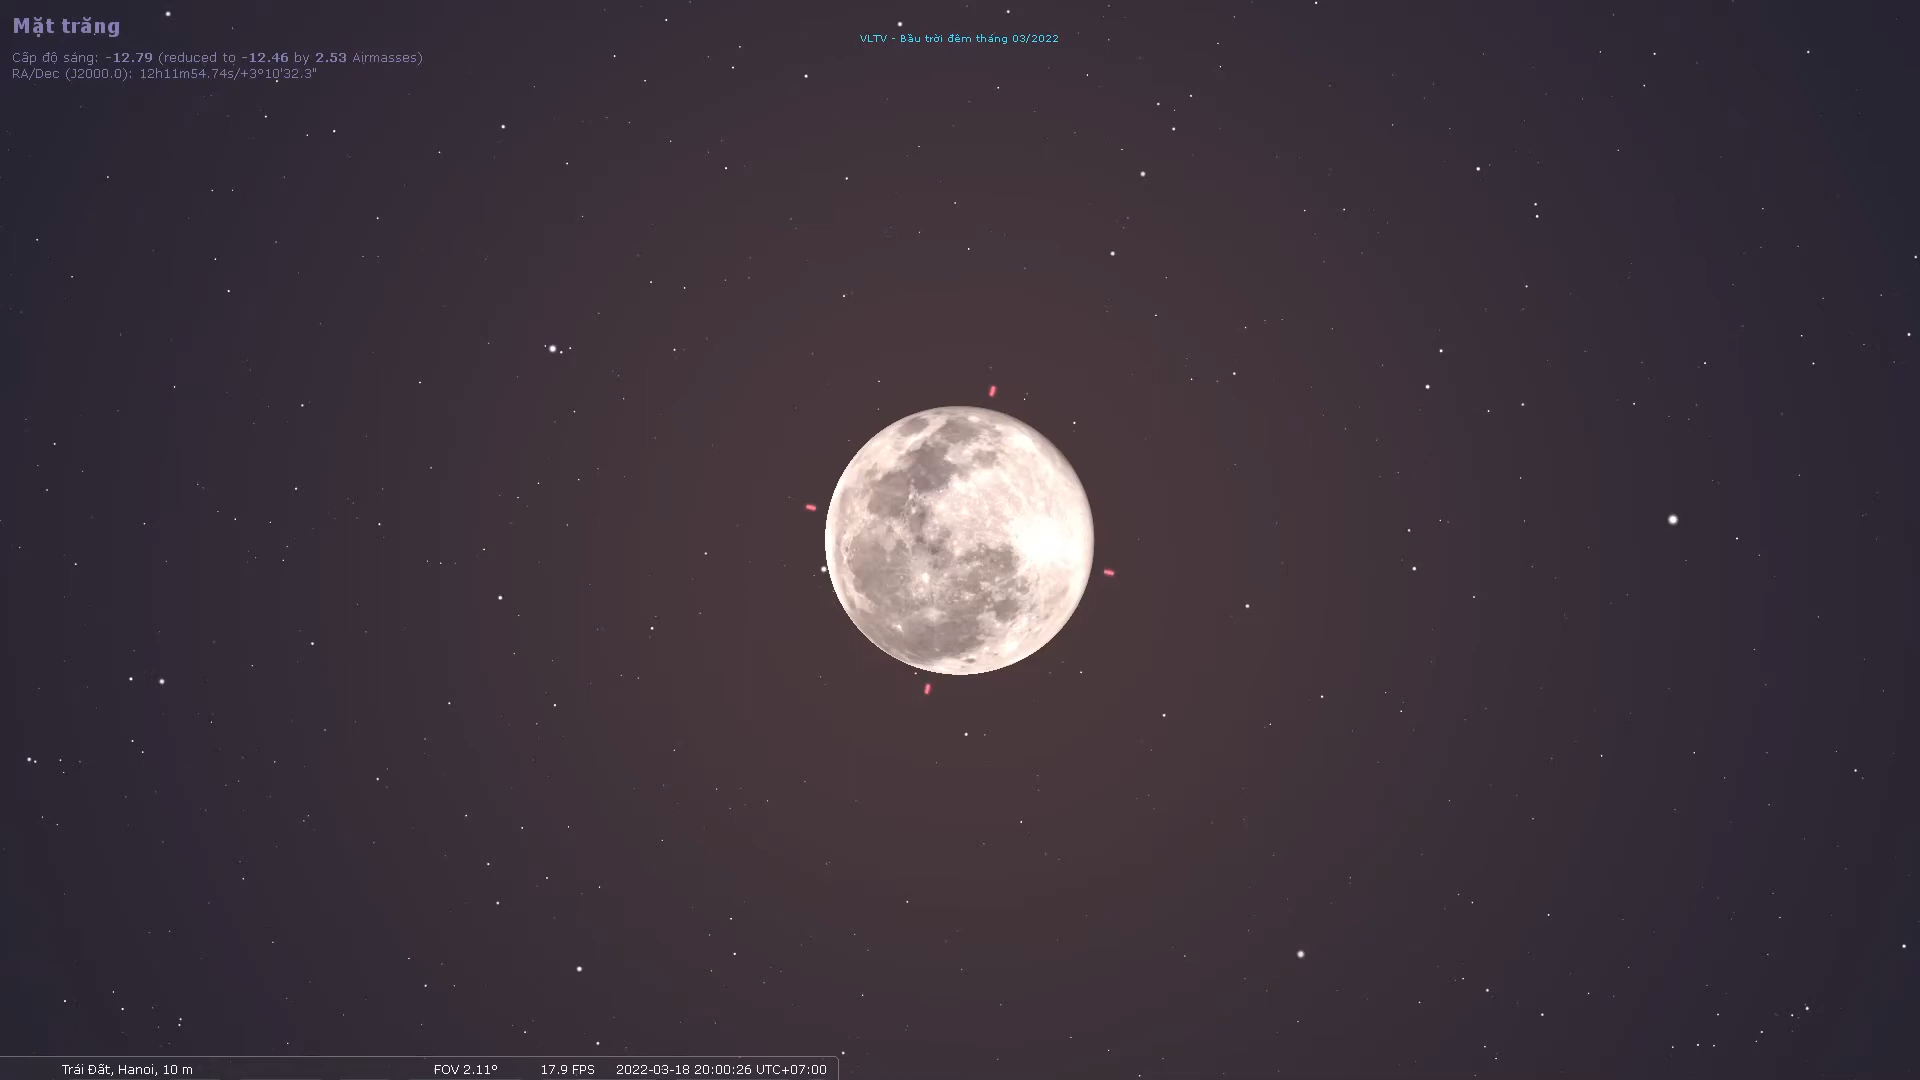 Mặt trăng
VLTV - Bầu trời đêm tháng 03/2022
Cấp độ sáng: -12.79 (reduced to -12.46 by 2.53 Airmasses)
RA/Dec (J2000.0): 12h11m54.74s/+3°10'32.3"
Trái Đất, Hanoi, 10 m FOV 2.11° 17.9 FPS 2022-03-18 20:00:26 UTC+07:00